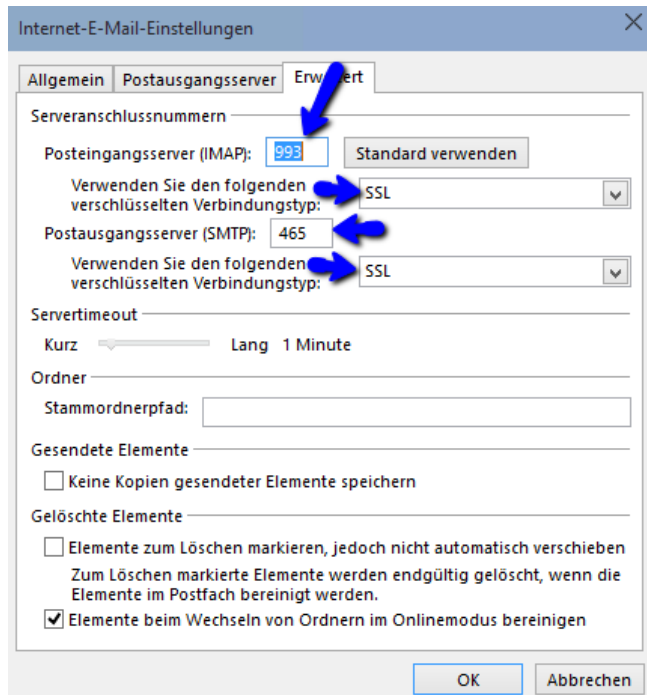 Internet-E-Mail-Einstellungen
Allgemein Postausgangsserver
Serveranschlussnummern
Posteingangsserver (IMAP): 993 Standard verwenden
Verwenden Sie den folgenden
verschlüsselten Verbindungstyp: SSL
Postausgangsserver (SMTP): 465
Verwenden Sie den folgenden
verschlüsselten Verbindungstyp: SSL
Servertimeout
Kurz Lang 1 Minute
Ordner
Stammordnerpfad:
Gesendete Elemente
Keine Kopien gesendeter Elemente speichern
Gelöschte Elemente
Elemente zum Löschen markieren, jedoch nicht automatisch verschieben
Zum Löschen markierte Elemente werden endgültig gelöscht, wenn die
Elemente im Postfach bereinigt werden.
Elemente beim Wechseln von Ordnern im Onlinemodus bereinigen
OK Abbrechen